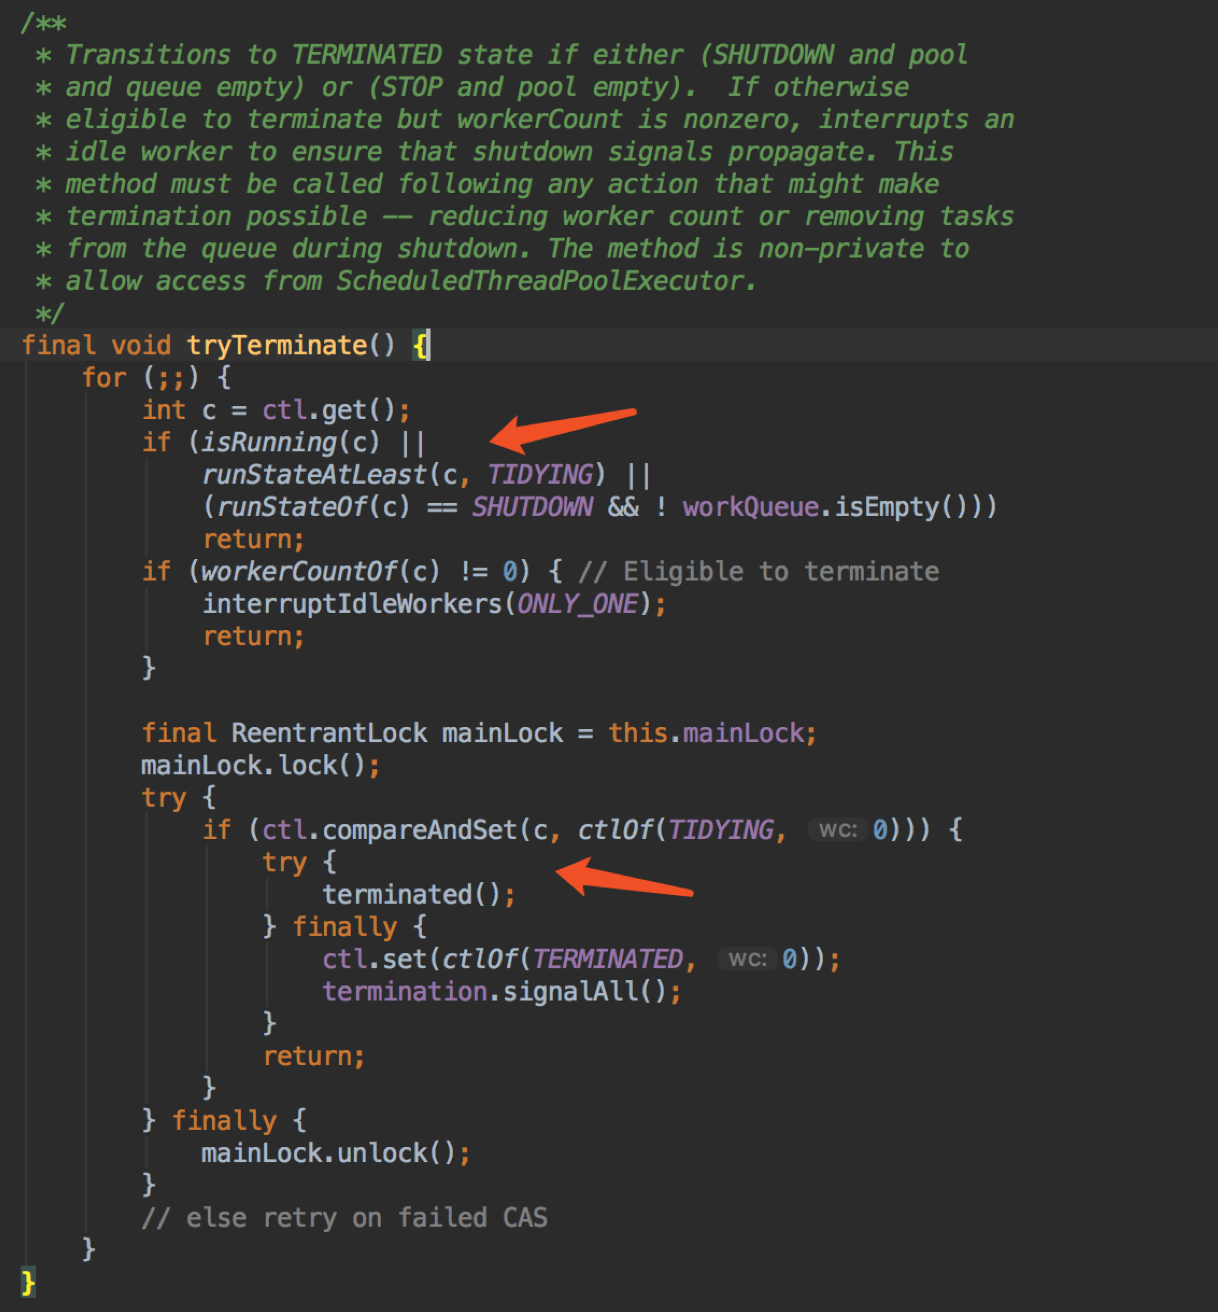 /**
 * Transitions to TERMINATED state if either (SHUTDOWN and pool
 * and queue empty) or (STOP and pool empty).  If otherwise
 * eligible to terminate but workerCount is nonzero, interrupts an
 * idle worker to ensure that shutdown signals propagate. This
 * method must be called following any action that might make
 * termination possible -- reducing worker count or removing tasks
 * from the queue during shutdown. The method is non-private to
 * allow access from ScheduledThreadPoolExecutor.
 */
final void tryTerminate() {
    for (;;) {
        int c = ctl.get();
        if (isRunning(c) ||
            runStateAtLeast(c, TIDYING) ||
            (runStateOf(c) == SHUTDOWN && ! workQueue.isEmpty()))
            return;
        if (workerCountOf(c) != 0) { // Eligible to terminate
            interruptIdleWorkers(ONLY_ONE);
            return;
        }

        final ReentrantLock mainLock = this.mainLock;
        mainLock.lock();
        try {
            if (ctl.compareAndSet(c, ctlOf(TIDYING, wc: 0))) {
                try {
                    terminated();
                } finally {
                    ctl.set(ctlOf(TERMINATED, wc: 0));
                    termination.signalAll();
                }
                return;
            }
        } finally {
            mainLock.unlock();
        }
        // else retry on failed CAS
    }
}